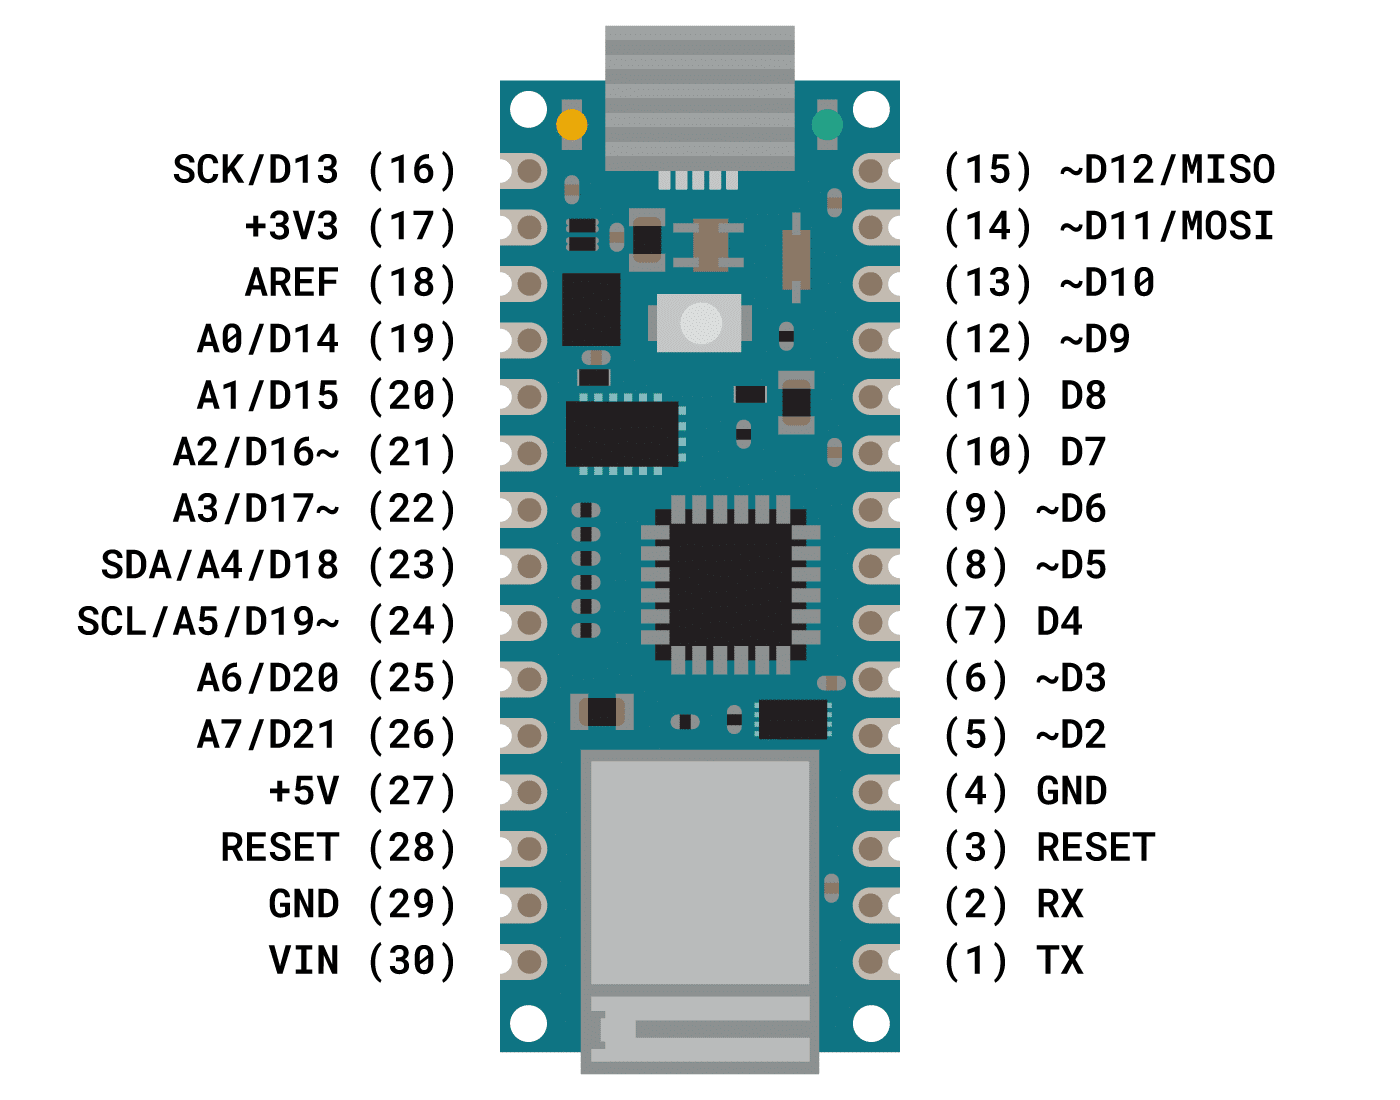 SCK/D13 (16)
+3V3 (17)
AREF (18)
A0/D14 (19)
A1/D15 (20)
A2/D16~ (21)
A3/D17~ (22)
SDA/A4/D18 (23)
SCL/A5/D19~ (24)
A6/D20 (25)
A7/D21 (26)
+5V (27)
RESET (28)
GND (29)
VIN (30)
(15) ~D12/MISO
(14) ~D11/MOSI
(13) ~D10
(12) ~D9
(11) D8
(10) D7
(9) ~D6
(8) ~D5
(7) D4
(6) ~D3
(5) ~D2
(4) GND
(3) RESET
(2) RX
(1) TX